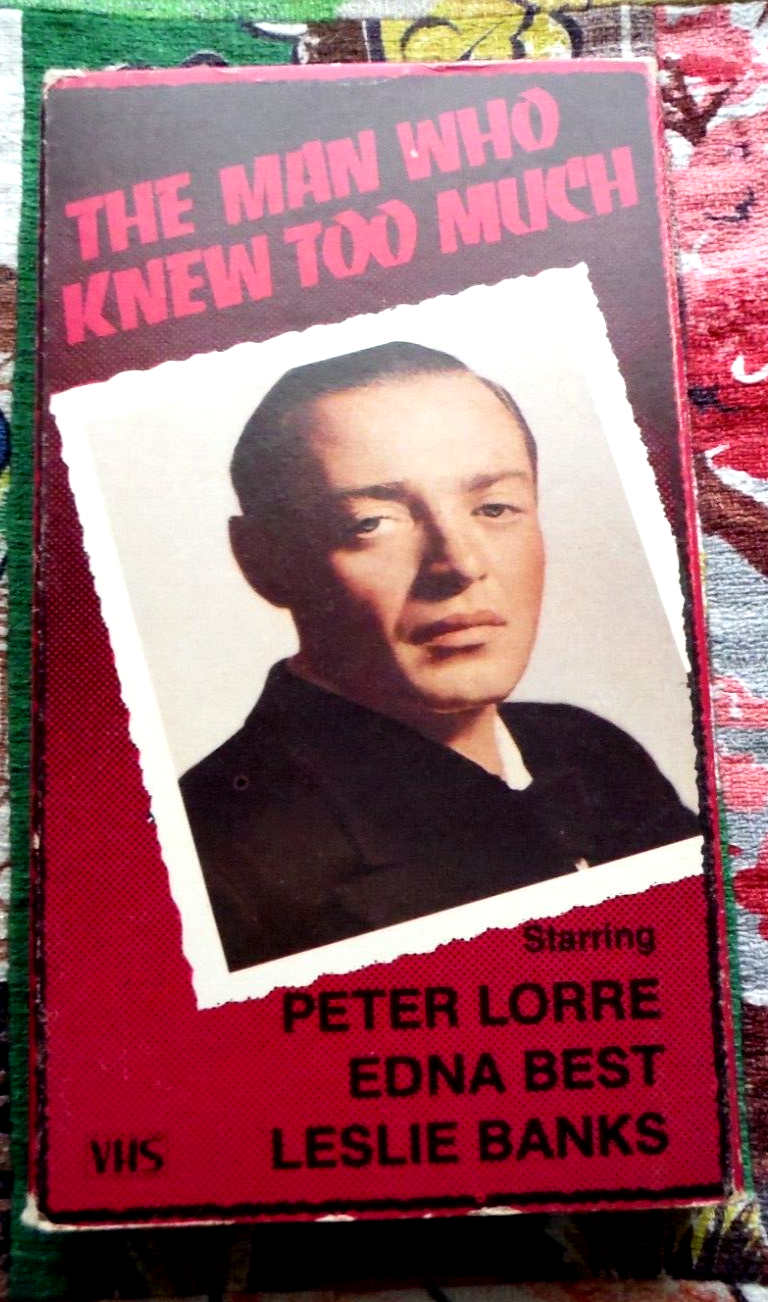 THE MAN WHO
KNEW TOO MUCH
Starring
PETER LORRE
EDNA BEST
LESLIE BANKS
VHS